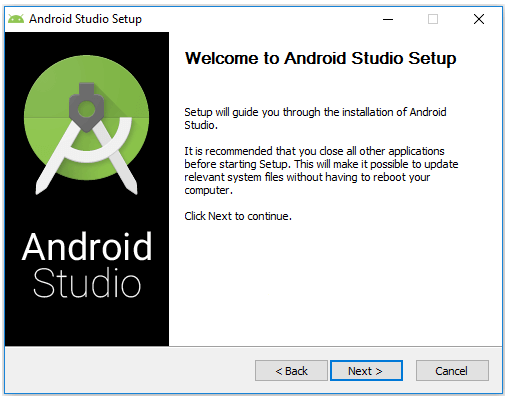 Android Studio Setup
Welcome to Android Studio Setup
Setup will guide you through the installation of Android
Studio.
It is recommended that you close all other applications
before starting Setup. This will make it possible to update
relevant system files without having to reboot your
computer.
Click Next to continue.
Android
Studio
< Back
Next >
Cancel